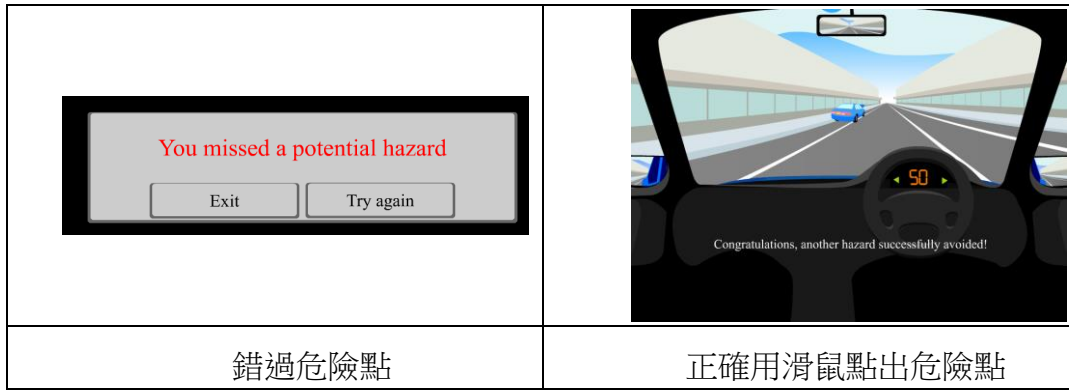 You missed a potential hazard
Exit
Try again
50
Congratulations, another hazard successfully avoided!
錯過危險點
正確用滑鼠點出危險點